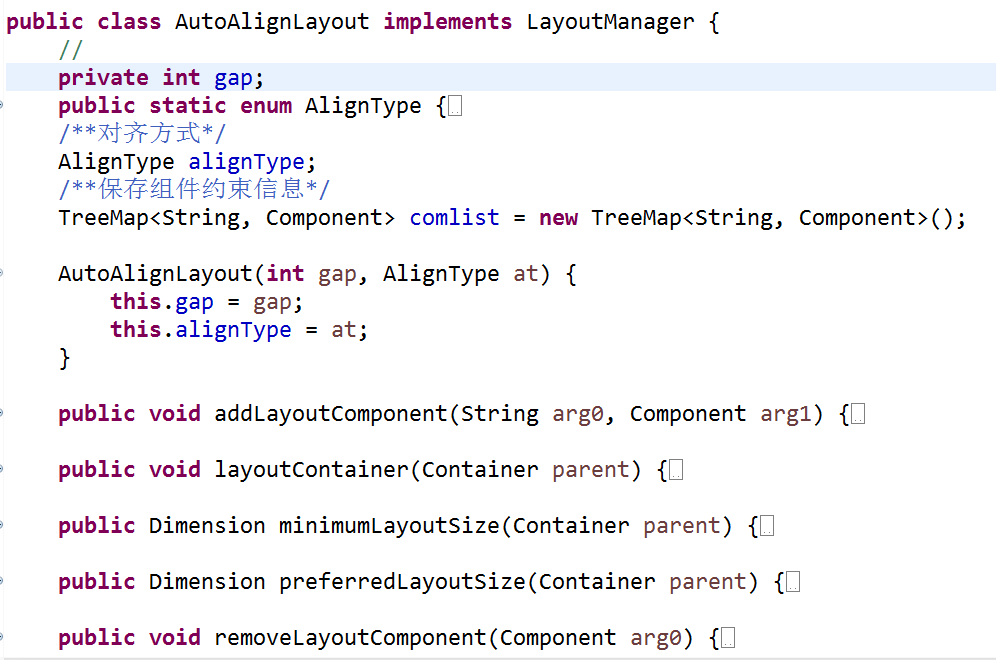 public class AutoAlignLayout implements LayoutManager {
//
private int gap;
public static enum AlignType {
/**对齐方式*/
AlignType alignType;
/**保存组件约束信息*/
TreeMap<String, Component> comlist = new TreeMap<String, Component>();
AutoAlignLayout(int gap, AlignType at) {
this.gap = gap;
this.alignType = at;
}
public void addLayoutComponent(String arg0, Component arg1) {
public void layoutContainer(Container parent) {
public Dimension minimumLayoutSize(Container parent) {
public Dimension preferredLayoutSize(Container parent) {
public void removeLayoutComponent(Component arg0) {